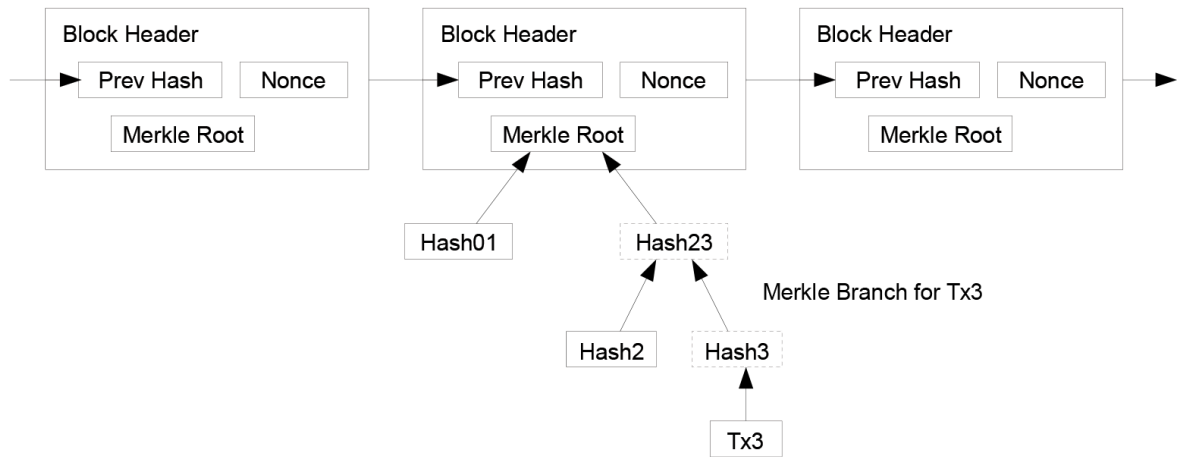 Block Header
Prev Hash
Nonce
Merkle Root
Block Header
Prev Hash
Nonce
Merkle Root
Block Header
Prev Hash
Nonce
Merkle Root
Hash01
Hash23
Merkle Branch for Tx3
Hash2
Hash3
Tx3